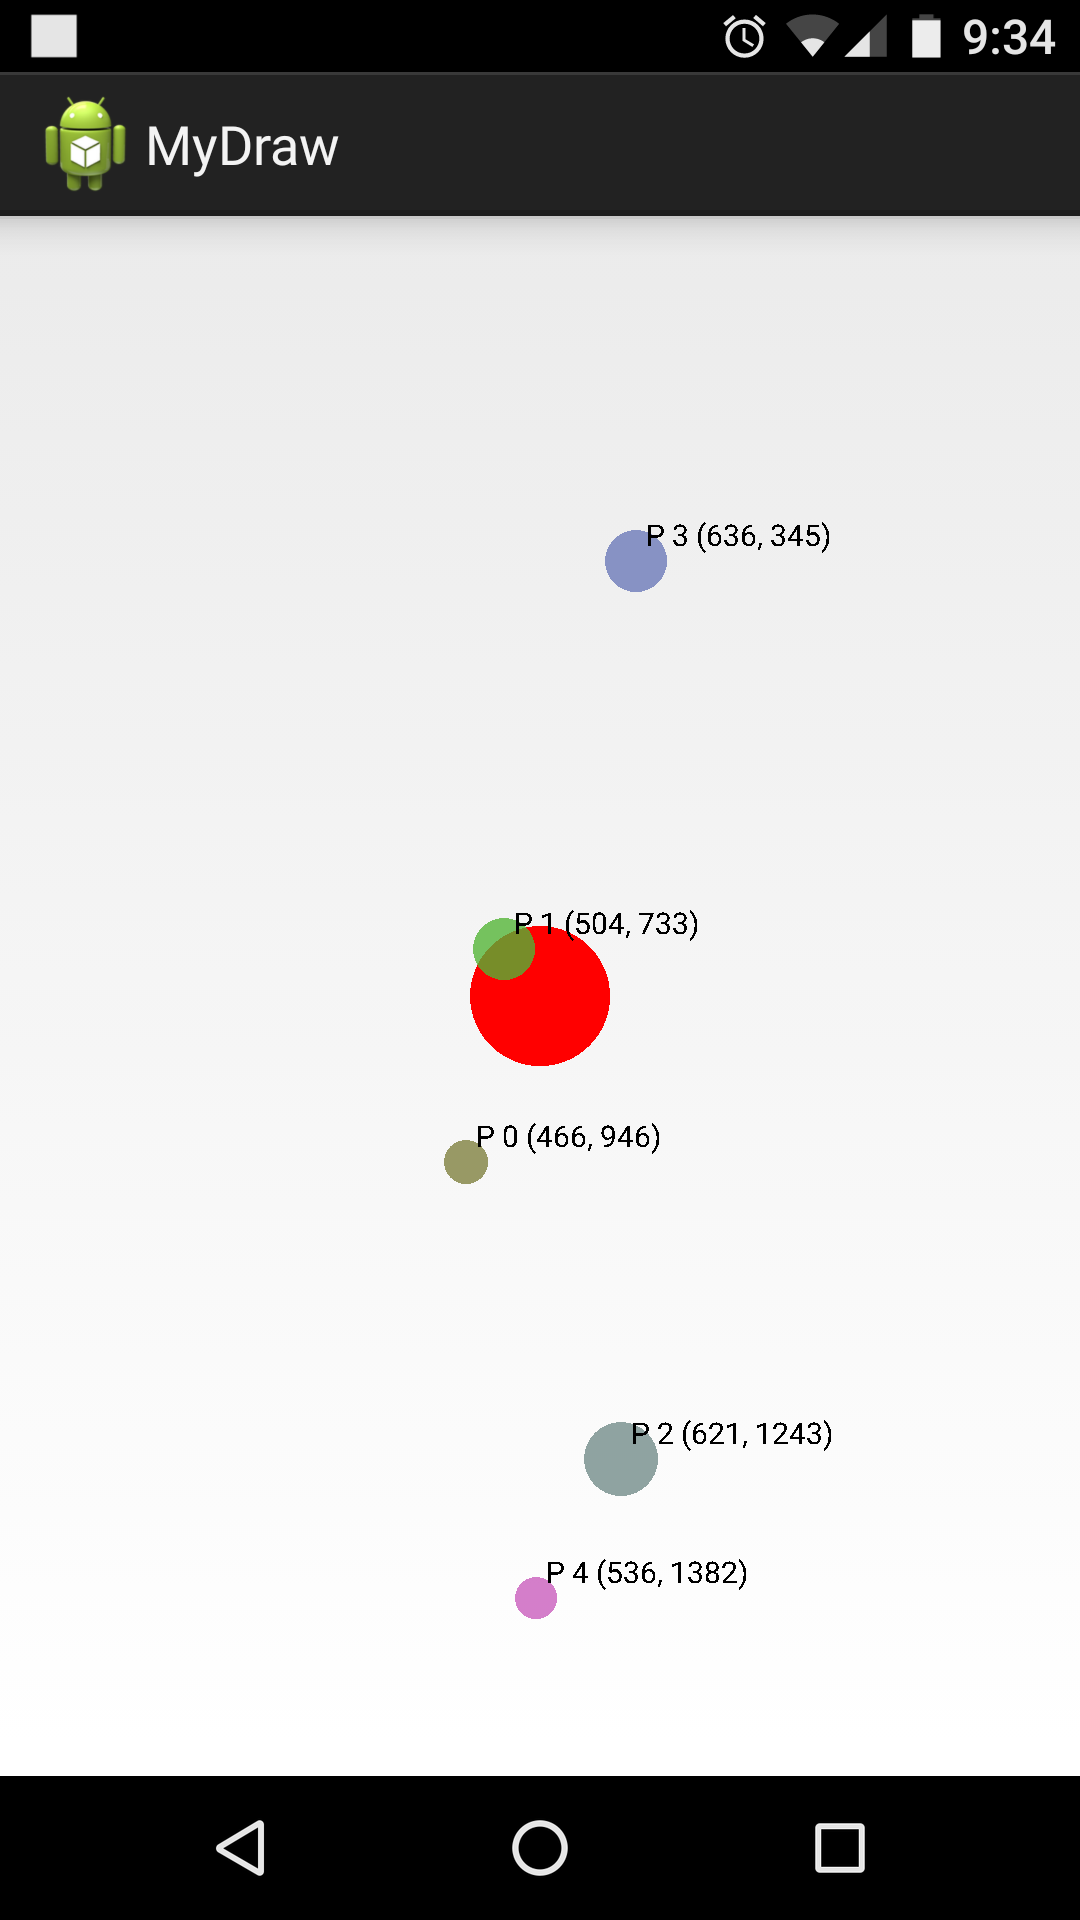 9:34
MyDraw
P 3 (636, 345)
P 1 (504, 733)
P 0 (466, 946)
P 2 (621, 1243)
P 4 (536, 1382)